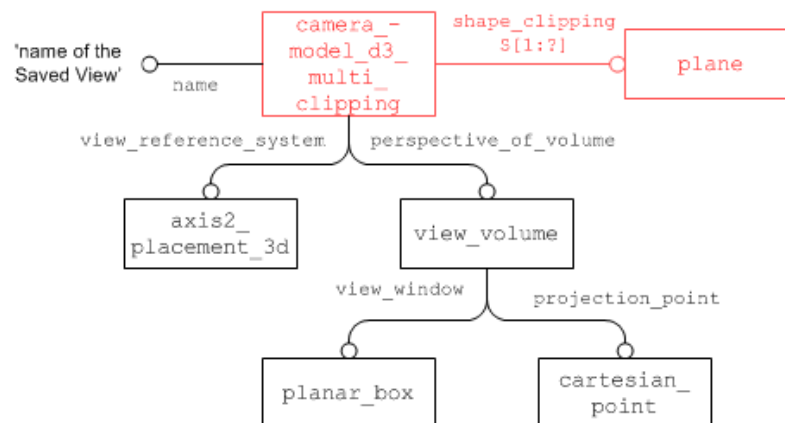 'name of the
Saved View'
name
camera_-
model_d3_
multi_
clipping
shape_clipping
S[1:?]
plane
view_reference_system
perspective_of_volume
axis2_
placement_3d
view_volume
view_window
projection_point
planar_box
cartesian_
point